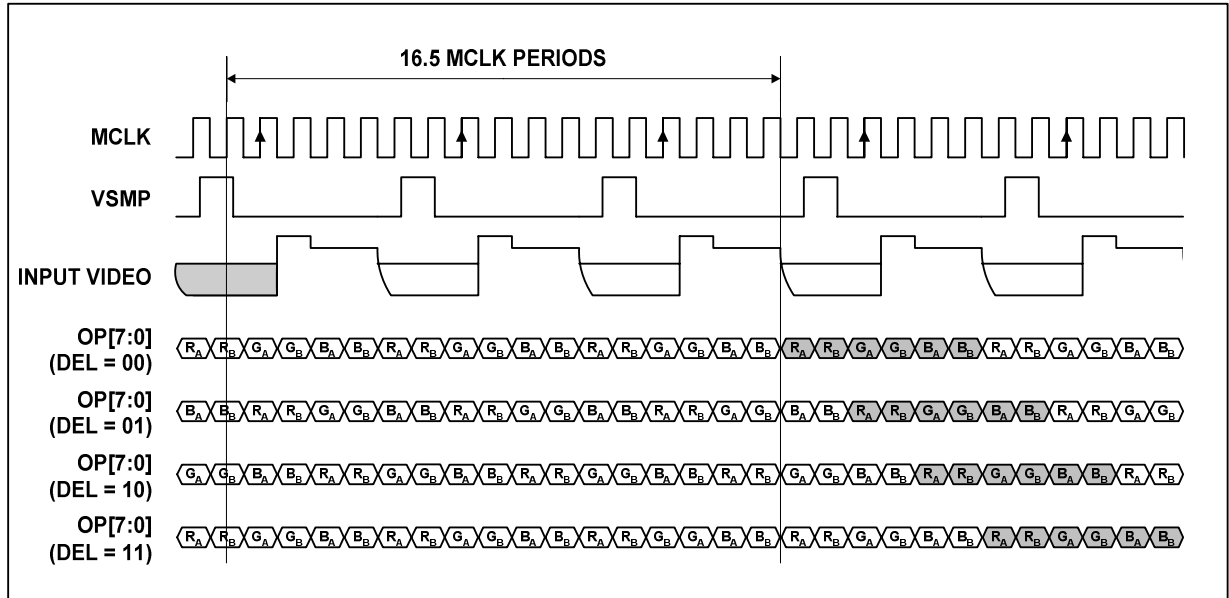 16.5 MCLK PERIODS
MCLK
VSMP
INPUT VIDEO
OP[7:0]
(DEL = 00)
RA RB GA GB BA BB RA RB GA GB BA BB RA RB GA GB BA BB RA RB GA GB BA BB RA RB GA GB BA BB
OP[7:0]
(DEL = 01)
BA BB RA RB GA GB BA BB RA RB GA GB BA BB RA RB GA GB BA BB RA RB GA GB BA BB RA RB GA GB
OP[7:0]
(DEL = 10)
GA GB BA BB RA RB GA GB BA BB RA RB GA GB BA BB RA RB GA GB BA BB RA RB GA GB BA BB RA RB
OP[7:0]
(DEL = 11)
RA RB GA GB BA BB RA RB GA GB BA BB RA RB GB GA BA BB RA RB GA GB BA BB RA RB GA GB BA BB